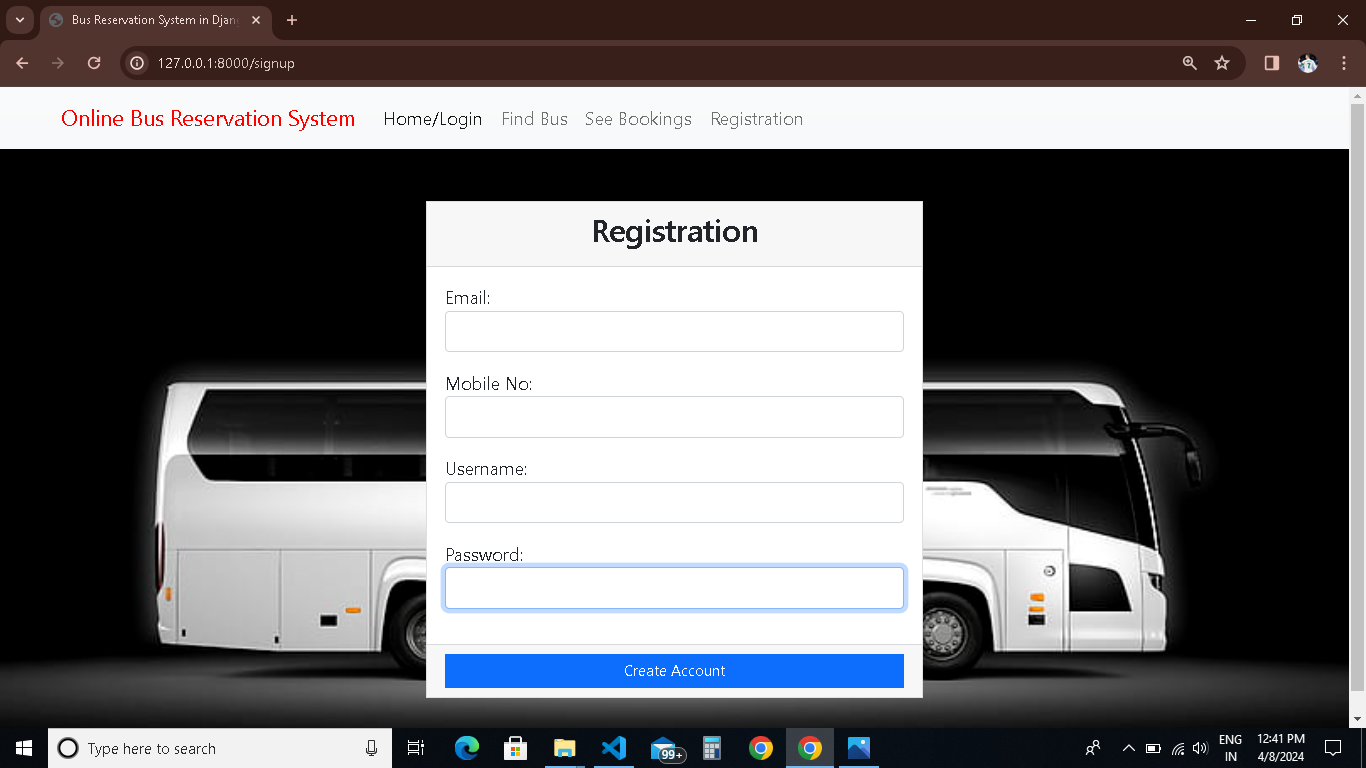 Bus Reservation System in Djan
127.0.0.1:8000/signup
Online Bus Reservation System Home/Login Find Bus See Bookings Registration
Registration
Email:
Mobile No:
Username:
Password:
Create Account
Type here to search
99+
ENG
IN
12:41 PM
4/8/2024